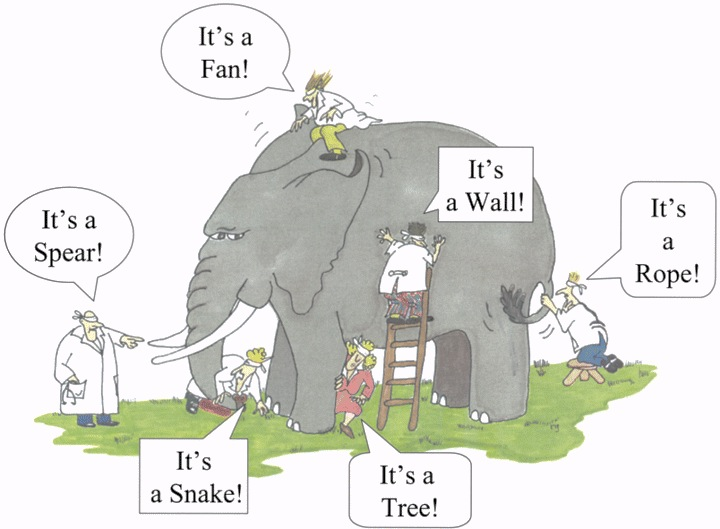 It's a
Fan!
It's
a Wall!
It's
a
Rope!
It's a
Spear!
It's
a Snake!
It's a
Tree!